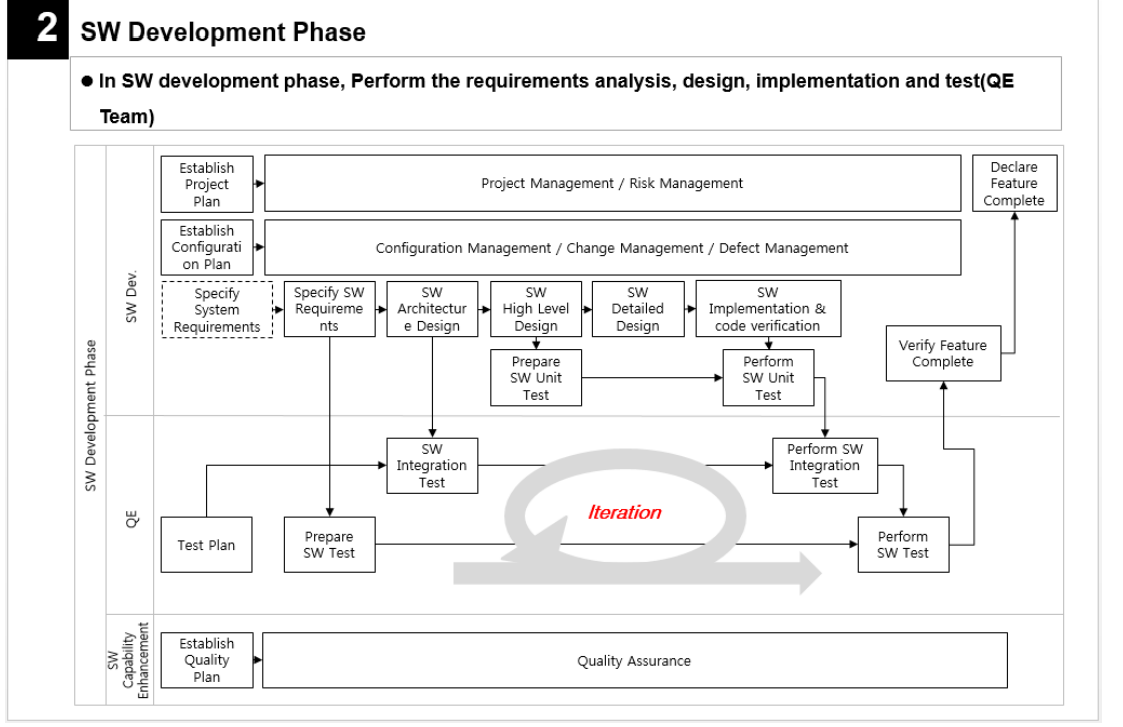 2
SW Development Phase
● In SW development phase, Perform the requirements analysis, design, implementation and test(QE
Team)
SW Development Phase
SW Dev.
Establish
Project
Plan
Project Management / Risk Management
Declare
Feature
Complete
Establish
Configurati
on Plan
Configuration Management / Change Management / Defect Management
Specify
System
Requirements
Specify SW
Requireme
nts
SW
Architectur
e Design
SW
High Level
Design
SW
Detailed
Design
SW
Implementation &
code verification
Verify Feature
Complete
Prepare
SW Unit
Test
Perform
SW Unit
Test
QE
SW
Integration
Test
Perform SW
Integration
Test
Iteration
Test Plan
Prepare
SW Test
Perform
SW Test
SW
Capability
Enhancement
Establish
Quality
Plan
Quality Assurance